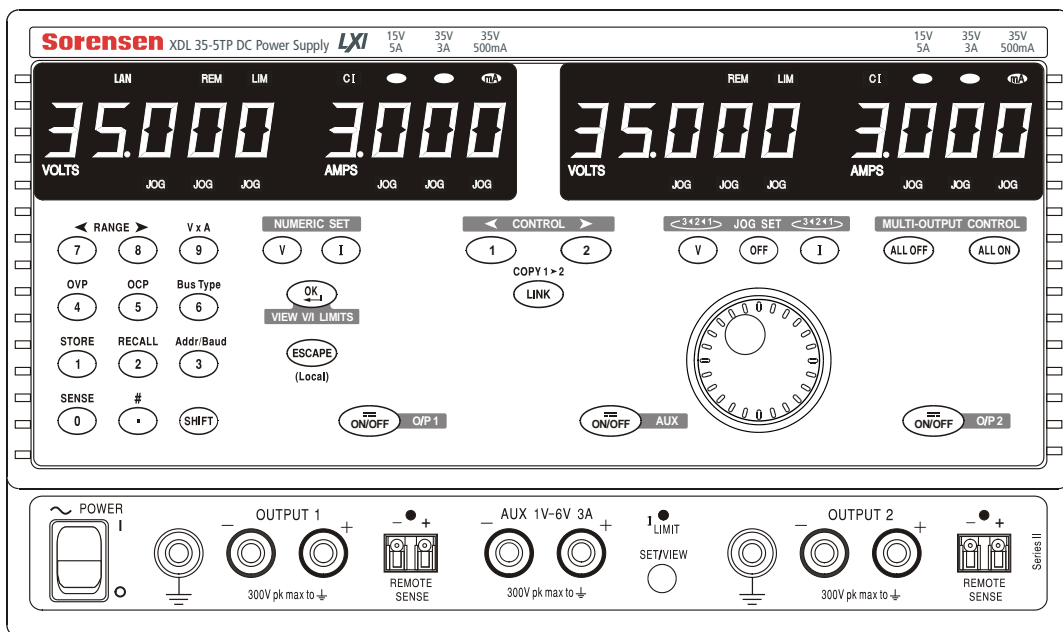 Sorensen XDL 35-5TP DC Power Supply LXI 15V 35V 35V 15V 35V 35V
5A 3A 500mA 5A 3A 500mA
LAN REM LIM CI mA REM LIM CI mA
35.000 3.000 35.000 3.000
VOLTS AMPS VOLTS AMPS
JOG JOG JOG JOG JOG JOG JOG JOG JOG JOG JOG JOG
◄ RANGE ► V x A NUMERIC SET ◄ CONTROL ► 3◂2◂1 JOG SET 3◂2◂1 MULTI-OUTPUT CONTROL
7 8 9 V I 1 2 V OFF I ALL OFF ALL ON
COPY 1 ➤ 2
OVP OCP Bus Type
4 5 6 OK LINK
VIEW V/I LIMITS
STORE RECALL Addr/Baud
1 2 3 ESCAPE
(Local)
SENSE #
0 . SHIFT ON/OFF O/P 1 ON/OFF AUX ON/OFF O/P 2
POWER OUTPUT 1 AUX 1V–6V 3A I LIMIT OUTPUT 2
I − + − + − + − + − +
SET/VIEW
O
REMOTE REMOTE
300V pk max to ⏚ SENSE 300V pk max to ⏚ 300V pk max to ⏚ SENSE
Series II